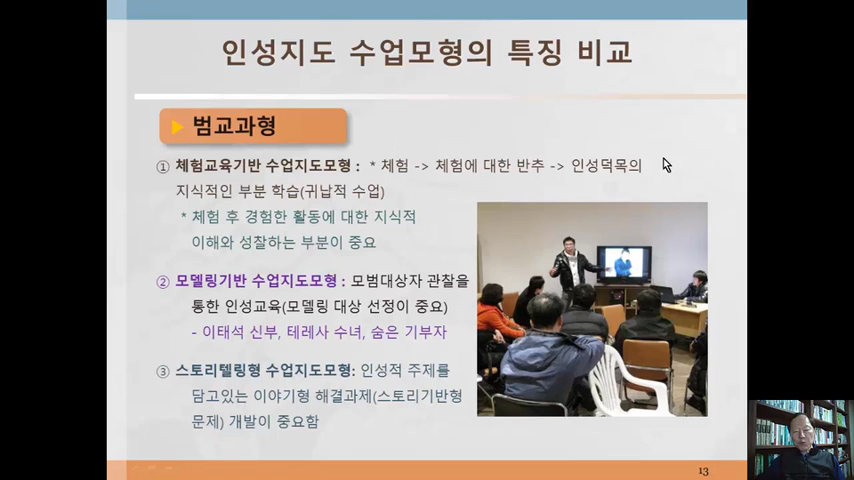 인성지도 수업모형의 특징 비교
범교과형
① 체험교육기반 수업지도모형 : * 체험 -> 체험에 대한 반추 -> 인성덕목의
지식적인 부분 학습(귀납적 수업)
* 체험 후 경험한 활동에 대한 지식적
이해와 성찰하는 부분이 중요
② 모델링기반 수업지도모형 : 모범대상자 관찰을
통한 인성교육(모델링 대상 선정이 중요)
- 이태석 신부, 테레사 수녀, 숨은 기부자
③ 스토리텔링형 수업지도모형: 인성적 주제를
담고있는 이야기형 해결과제(스토리기반형
문제) 개발이 중요함
13